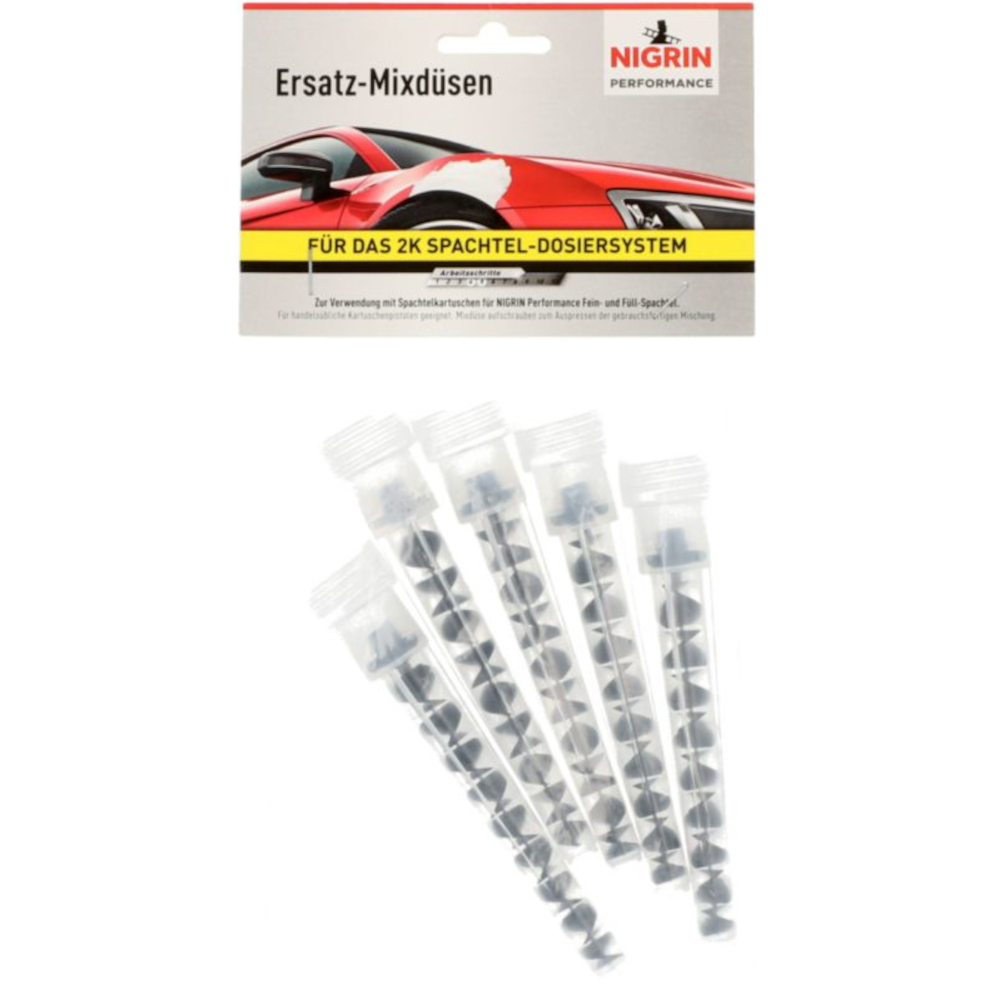 Ersatz-Mixdüsen
NIGRIN
PERFORMANCE
FÜR DAS 2K SPACHTEL-DOSIERSYSTEM
Arbeitsschritte
Zur Verwendung mit Spachtelkartuschen für NIGRIN Performance Fein- und Füll-Spachtel.
Für handelsübliche Kartuschenpistolen geeignet. Mixdüse aufschrauben zum Auspressen der gebrauchsfertigen Mischung.